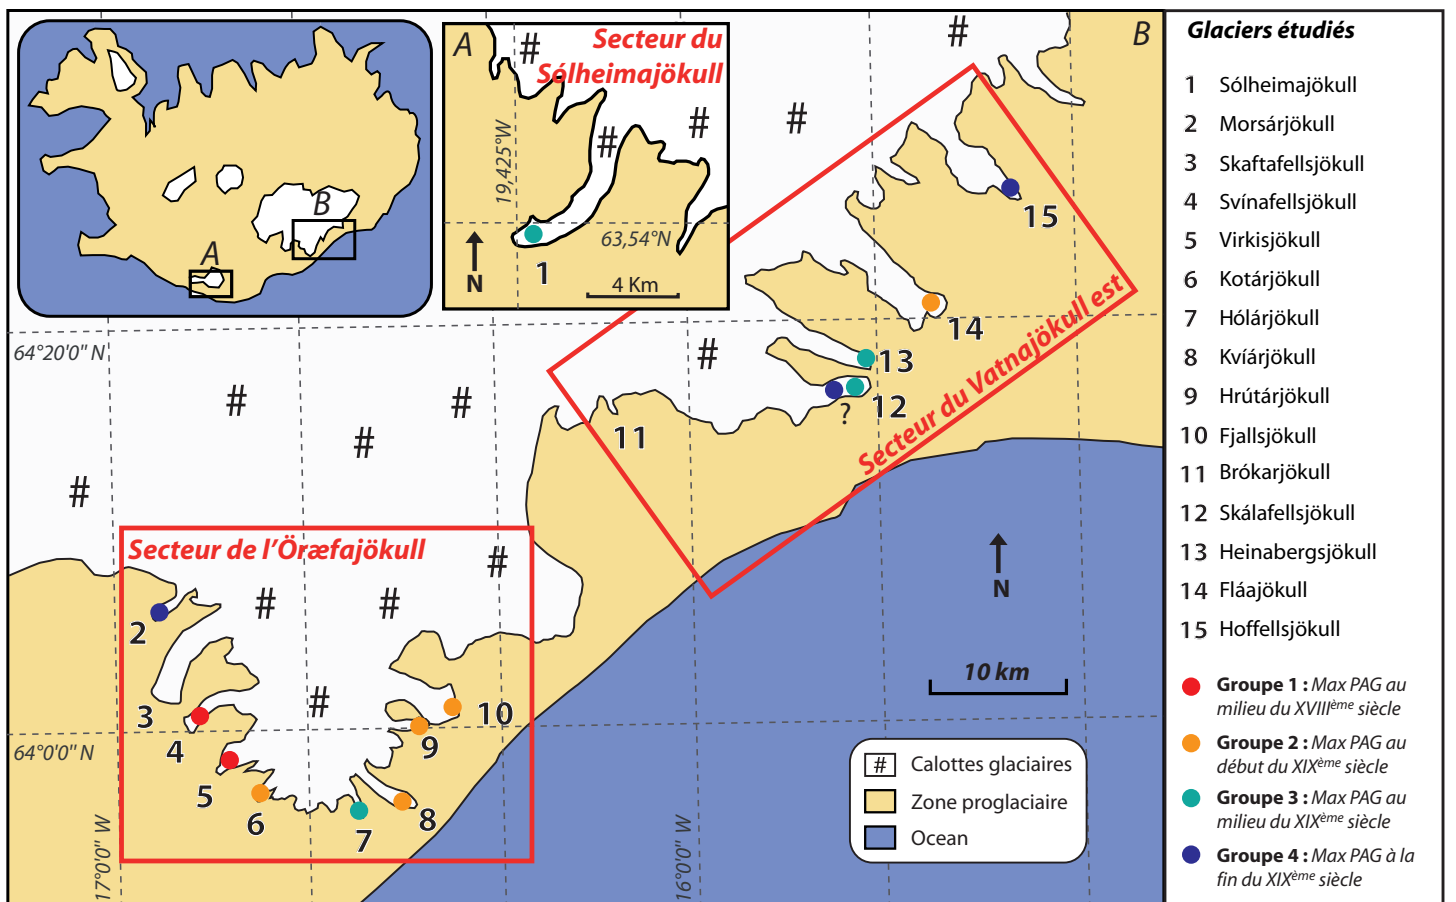 A
B
A
#
Secteur du
Sólheimajökull
#
#
19,425°W
63,54°N
N
1
4 Km
B
#
#
15
14
13
12
?
11
#
Secteur du Vatnajökull est
64°20'0" N
#
#
#
#
N
10 km
Secteur de l'Öræfajökull
#
#
#
#
2
3
4
5
6
7
8
9
10
64°0'0" N
17°0'0" W
16°0'0" W
# Calottes glaciaires
Zone proglaciaire
Ocean
Glaciers étudiés
1 Sólheimajökull
2 Morsárjökull
3 Skaftafellsjökull
4 Svínafellsjökull
5 Virkisjökull
6 Kotárjökull
7 Hólárjökull
8 Kvíárjökull
9 Hrútárjökull
10 Fjallsjökull
11 Brókarjökull
12 Skálafellsjökull
13 Heinabergsjökull
14 Fláajökull
15 Hoffellsjökull
Groupe 1 : Max PAG au
milieu du XVIIIème siècle
Groupe 2 : Max PAG au
début du XIXème siècle
Groupe 3 : Max PAG au
milieu du XIXème siècle
Groupe 4 : Max PAG à la
fin du XIXème siècle